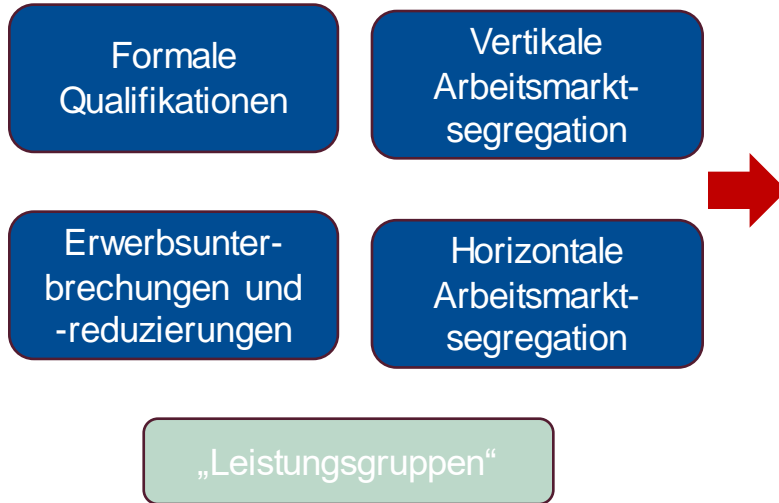 Formale
Qualifikationen
Vertikale
Arbeitsmarkt-
segregation
Erwerbsunter-
brechungen und
-reduzierungen
Horizontale
Arbeitsmarkt-
segregation
„Leistungsgruppen“